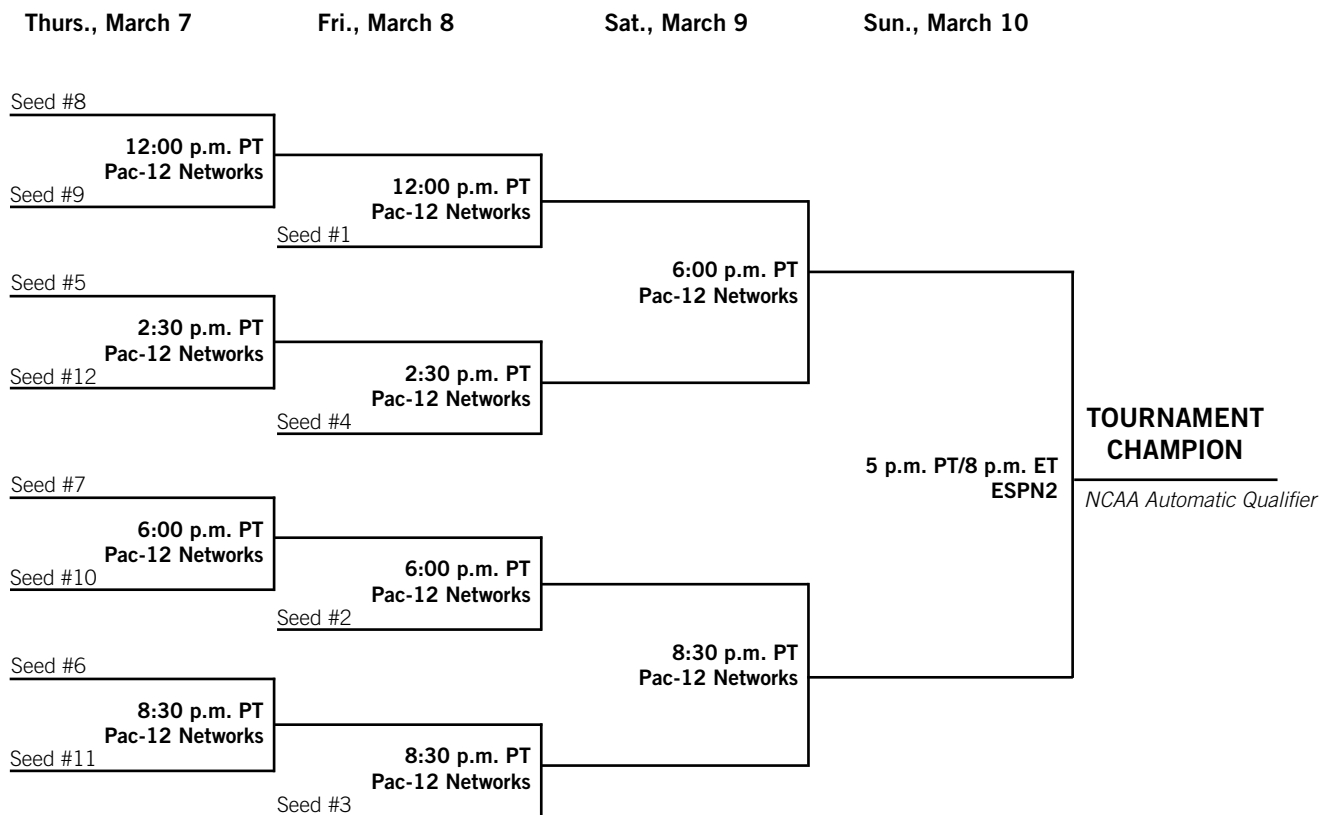 Thurs., March 7
Fri., March 8
Sat., March 9
Sun., March 10
Seed #8
12:00 p.m. PT
Pac-12 Networks
Seed #9
12:00 p.m. PT
Pac-12 Networks
Seed #1
Seed #5
2:30 p.m. PT
Pac-12 Networks
Seed #12
2:30 p.m. PT
Pac-12 Networks
Seed #4
6:00 p.m. PT
Pac-12 Networks
Seed #7
6:00 p.m. PT
Pac-12 Networks
Seed #10
6:00 p.m. PT
Pac-12 Networks
Seed #2
Seed #6
8:30 p.m. PT
Pac-12 Networks
Seed #11
8:30 p.m. PT
Pac-12 Networks
Seed #3
8:30 p.m. PT
Pac-12 Networks
5 p.m. PT/8 p.m. ET
ESPN2
TOURNAMENT
CHAMPION
NCAA Automatic Qualifier